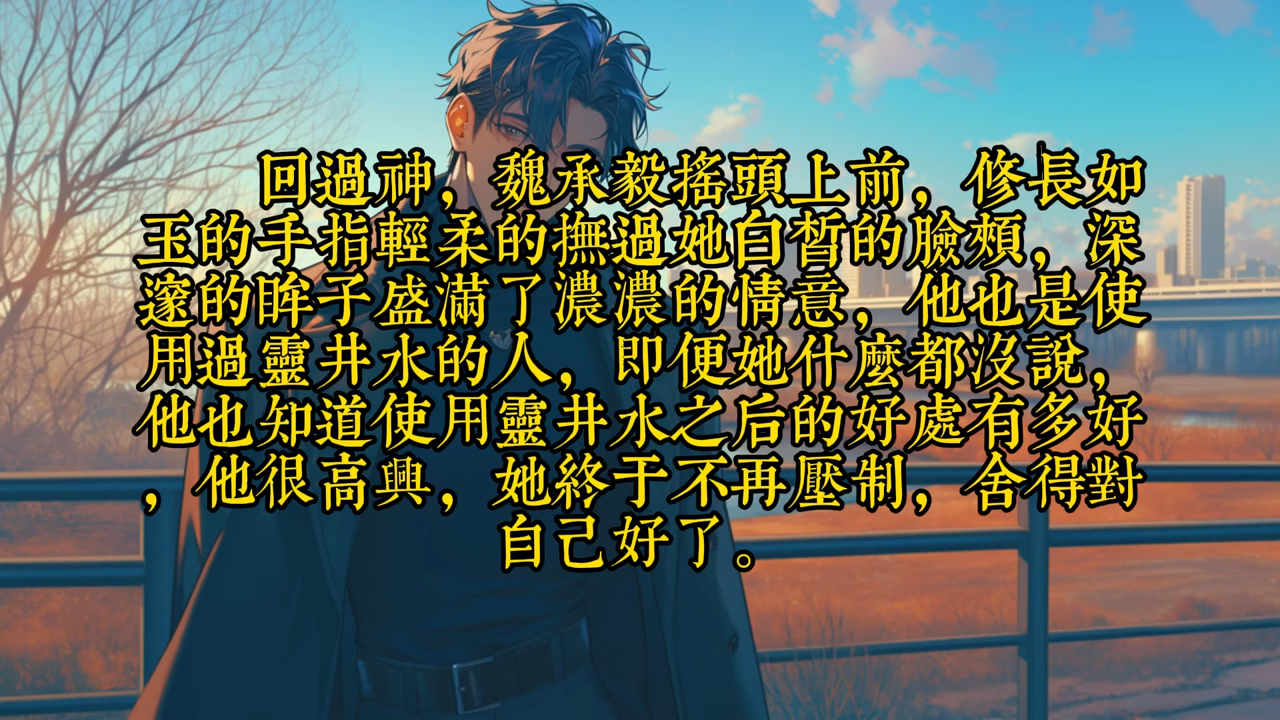 回過神，魏承毅搖頭上前，修長如
玉的手指輕柔的撫過她白皙的臉頰，深
邃的眸子盛滿了濃濃的情意，他也是使
用過靈井水的人，即便她什麼都沒說，
他也知道使用靈井水之后的好處有多好
，他很高興，她終于不再壓制，舍得對
自己好了。